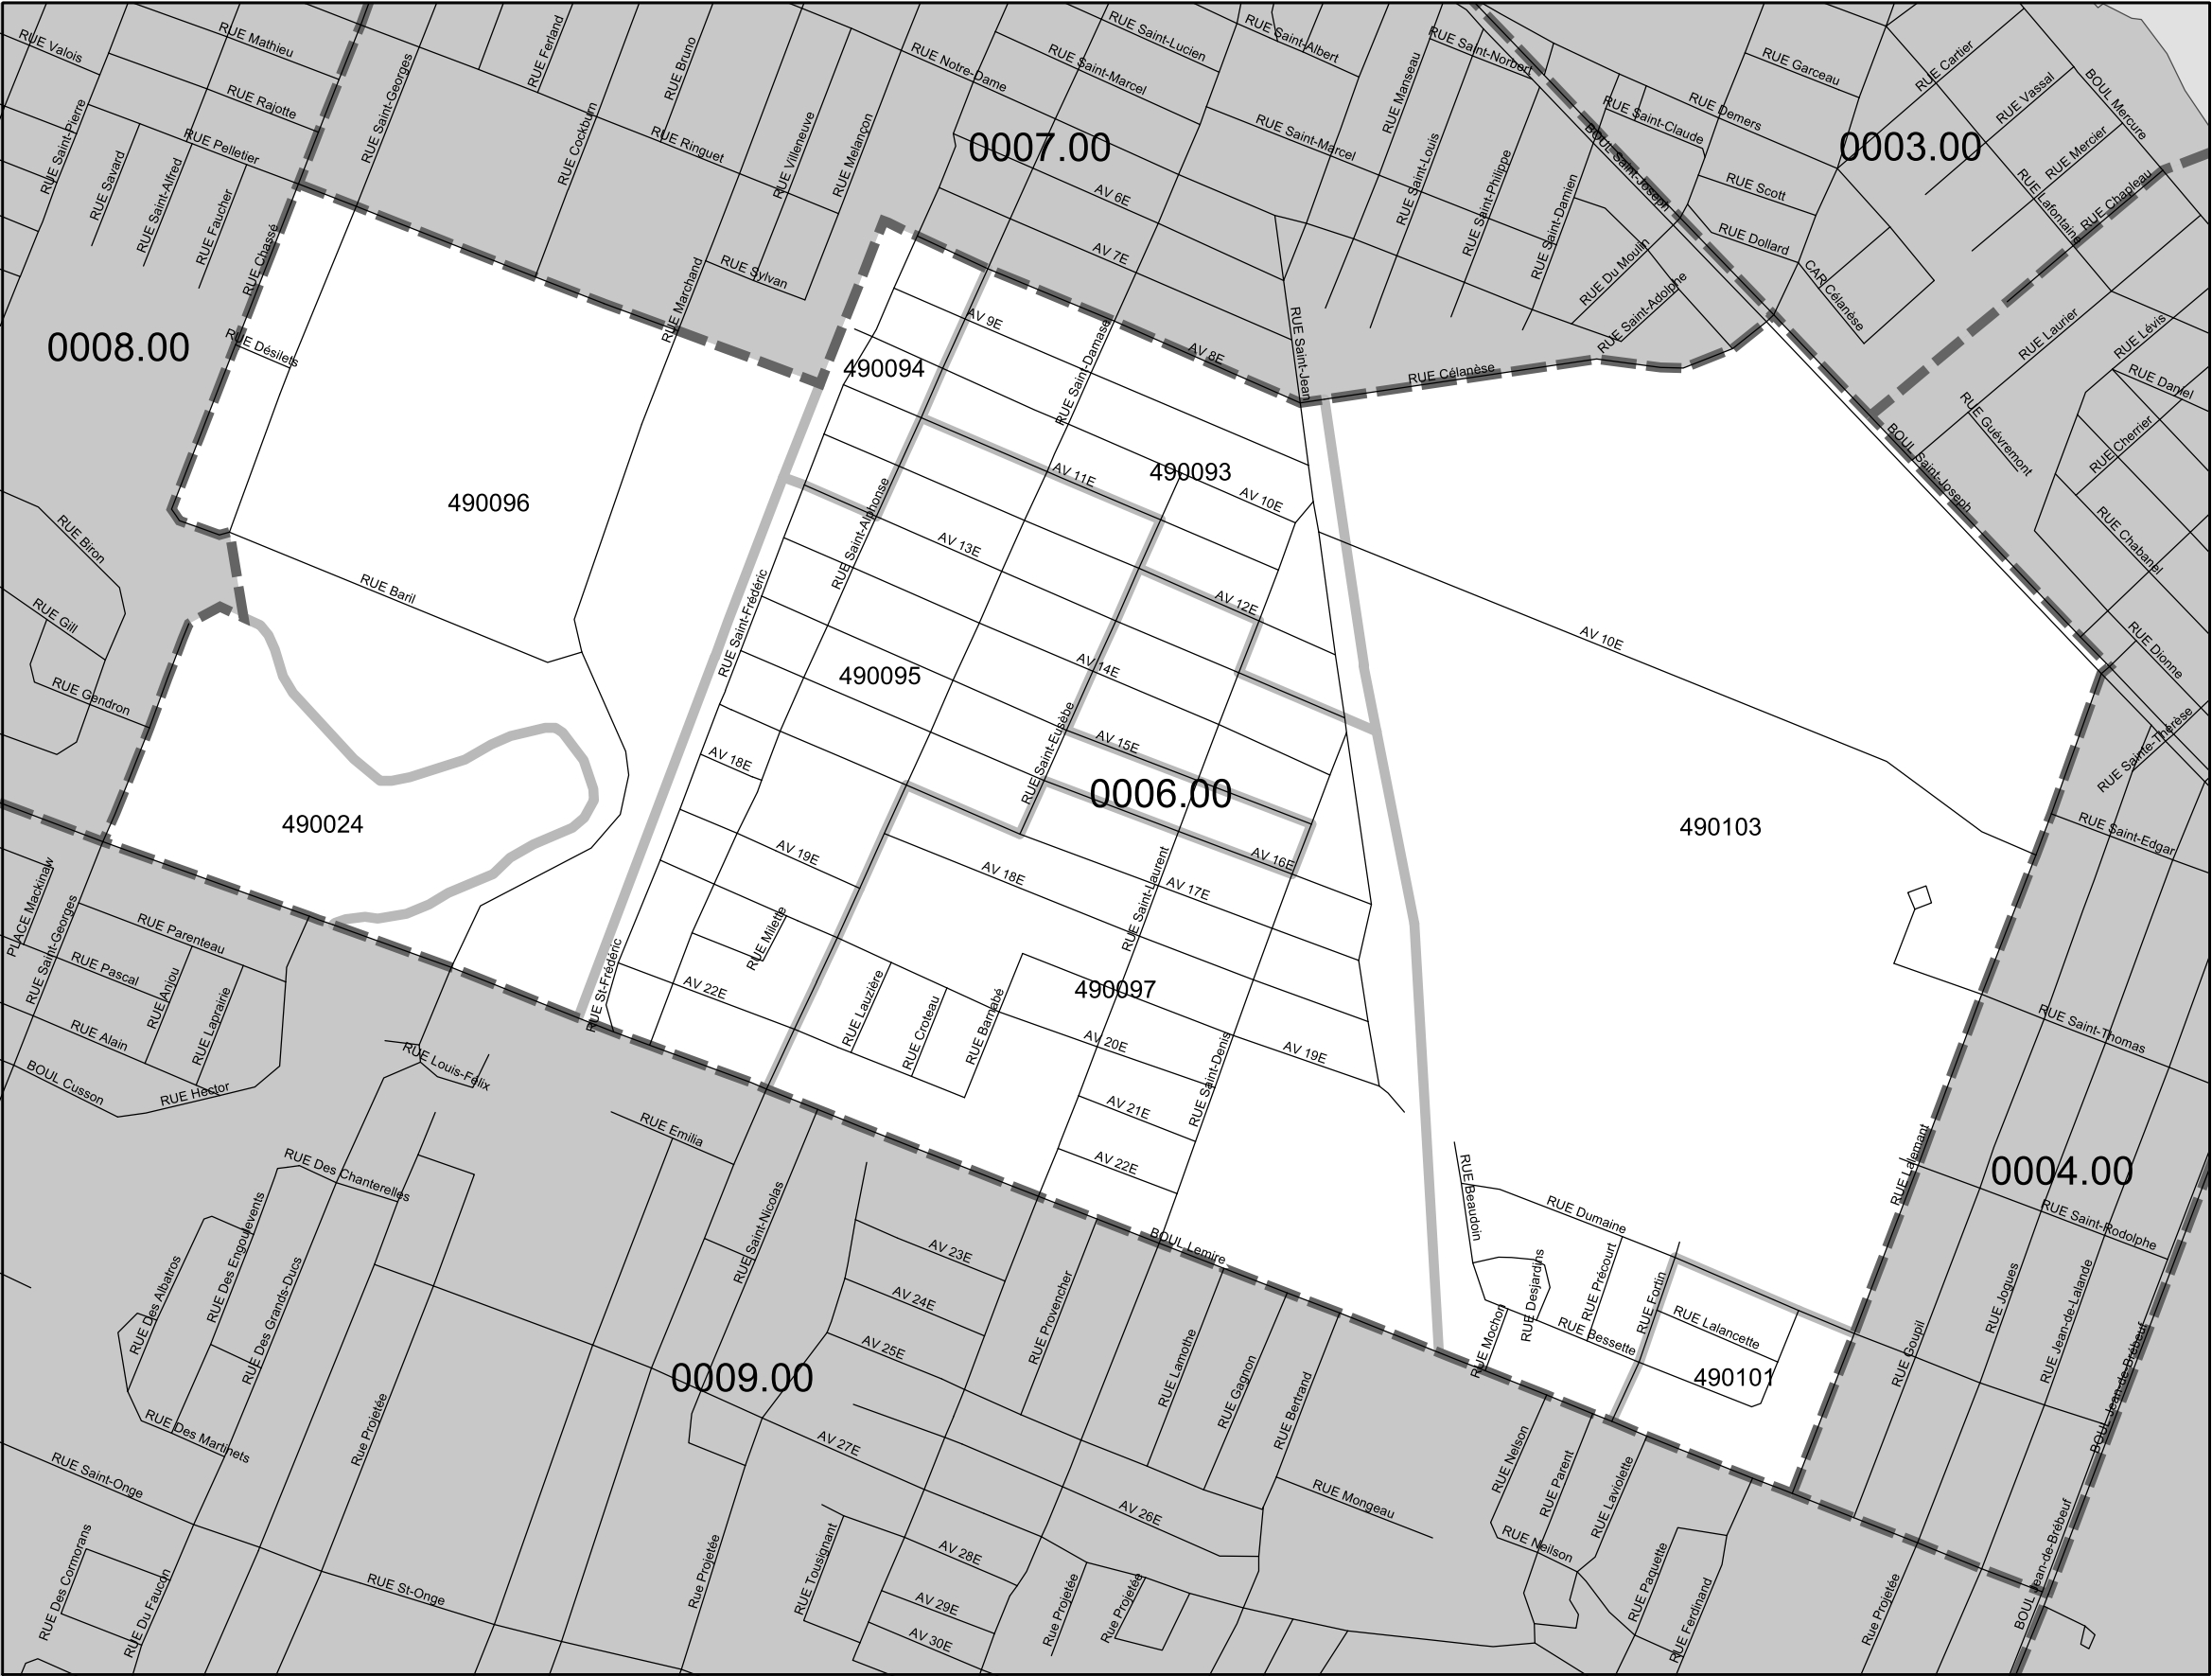 RUE Valois
RUE Mathieu
RUE Rajotte
RUE Pelletier
RUE Saint-Pierre
RUE Savard
RUE Saint-Alfred
RUE Faucher
RUE Chassé
RUE Désilets
RUE Saint-Georges
RUE Ferland
RUE Bruno
RUE Cockburn
RUE Ringuet
RUE Villeneuve
RUE Melançon
RUE Sylvan
RUE Marchand
RUE Notre-Dame
RUE Saint-Lucien
RUE Saint-Marcel
RUE Saint-Albert
RUE Saint-Marcel
0007.00
AV 6E
AV 7E
AV 8E
RUE Saint-Jean
RUE Manseau
RUE Saint-Norbert
RUE Saint-Louis
RUE Saint-Philippe
RUE Saint-Damien
RUE Du Moulin
RUE Saint-Adolphe
RUE Célanèse
BOUL Saint-Joseph
RUE Saint-Claude
RUE Demers
RUE Garceau
RUE Scott
RUE Dollard
CAR Célanèse
0003.00
RUE Cartier
RUE Vassal
BOUL Mercure
RUE Mercier
RUE Chapleau
RUE Lafontaine
RUE Laurier
RUE Lévis
RUE Daniel
RUE Cherrier
RUE Guévremont
BOUL Saint-Joseph
RUE Chabanel
RUE Dionne
RUE Sainte-Thérèse
RUE Saint-Edgar
0008.00
RUE Biron
RUE Gill
RUE Gendron
RUE Baril
490096
490094
490093
490095
490024
490103
490097
490101
0006.00
AV 9E
AV 10E
AV 11E
AV 12E
AV 13E
AV 14E
AV 15E
AV 16E
AV 17E
AV 18E
AV 18E
AV 19E
AV 10E
RUE Saint-Damase
RUE Saint-Alphonse
RUE Saint-Frédéric
RUE Saint-Eusèbe
RUE Saint-Laurent
RUE Saint-Denis
RUE Milette
RUE St-Frédéric
AV 22E
RUE Lauzière
RUE Croteau
RUE Barnabé
AV 20E
AV 19E
AV 21E
AV 22E
BOUL Lemire
RUE Beaudoin
RUE Dumaine
RUE Desjardins
RUE Précourt
RUE Fortin
RUE Lalancette
RUE Bessette
RUE Mochon
RUE Lalemant
RUE Saint-Thomas
0004.00
RUE Saint-Rodolphe
RUE Goupil
RUE Jogues
RUE Jean-de-Lalande
BOUL Jean-de-Brébeuf
BOUL Jean-de-Brébeuf
PLACE Mackinaw
RUE Saint-Georges
RUE Parenteau
RUE Pascal
RUE Anjou
RUE Laprairie
RUE Alain
BOUL Cusson
RUE Hector
RUE Louis-Felix
RUE Emilia
RUE Des Chanterelles
RUE Des Engoulevents
RUE Des Albatros
RUE Des Grands-Ducs
RUE Des Martinets
RUE Saint-Onge
RUE St-Onge
RUE Des Cormorans
RUE Du Faucon
Rue Projetée
Rue Projetée
RUE Saint-Nicolas
0009.00
AV 23E
AV 24E
AV 25E
AV 27E
AV 26E
AV 28E
AV 29E
AV 30E
RUE Tousignant
Rue Projetée
Rue Projetée
RUE Provencher
RUE Lamothe
RUE Gagnon
RUE Bertrand
RUE Mongeau
RUE Nelson
RUE Parent
RUE Laviolette
RUE Neilson
RUE Paquette
RUE Ferdinand
Rue Projetée